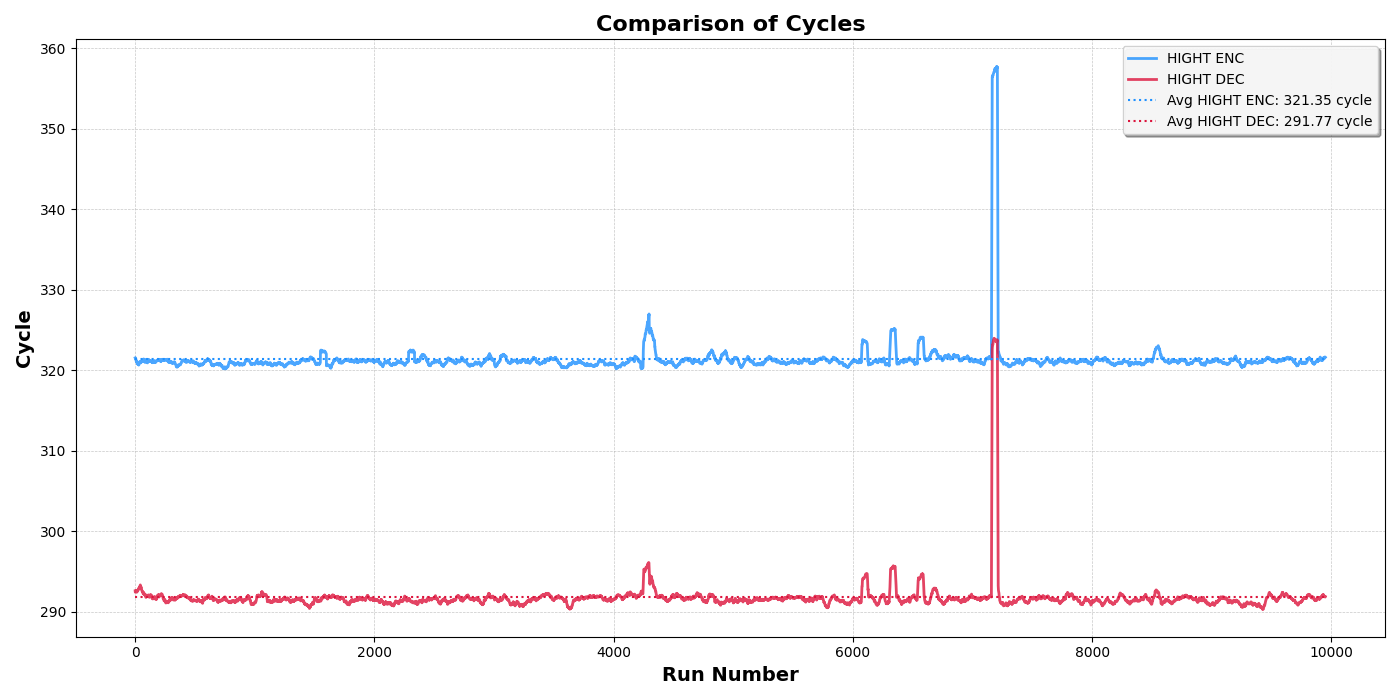 Comparison of Cycles
HIGHT ENC
HIGHT DEC
Avg HIGHT ENC: 321.35 cycle
Avg HIGHT DEC: 291.77 cycle
Cycle
360
350
340
330
320
310
300
290
0 2000 4000 6000 8000 10000
Run Number